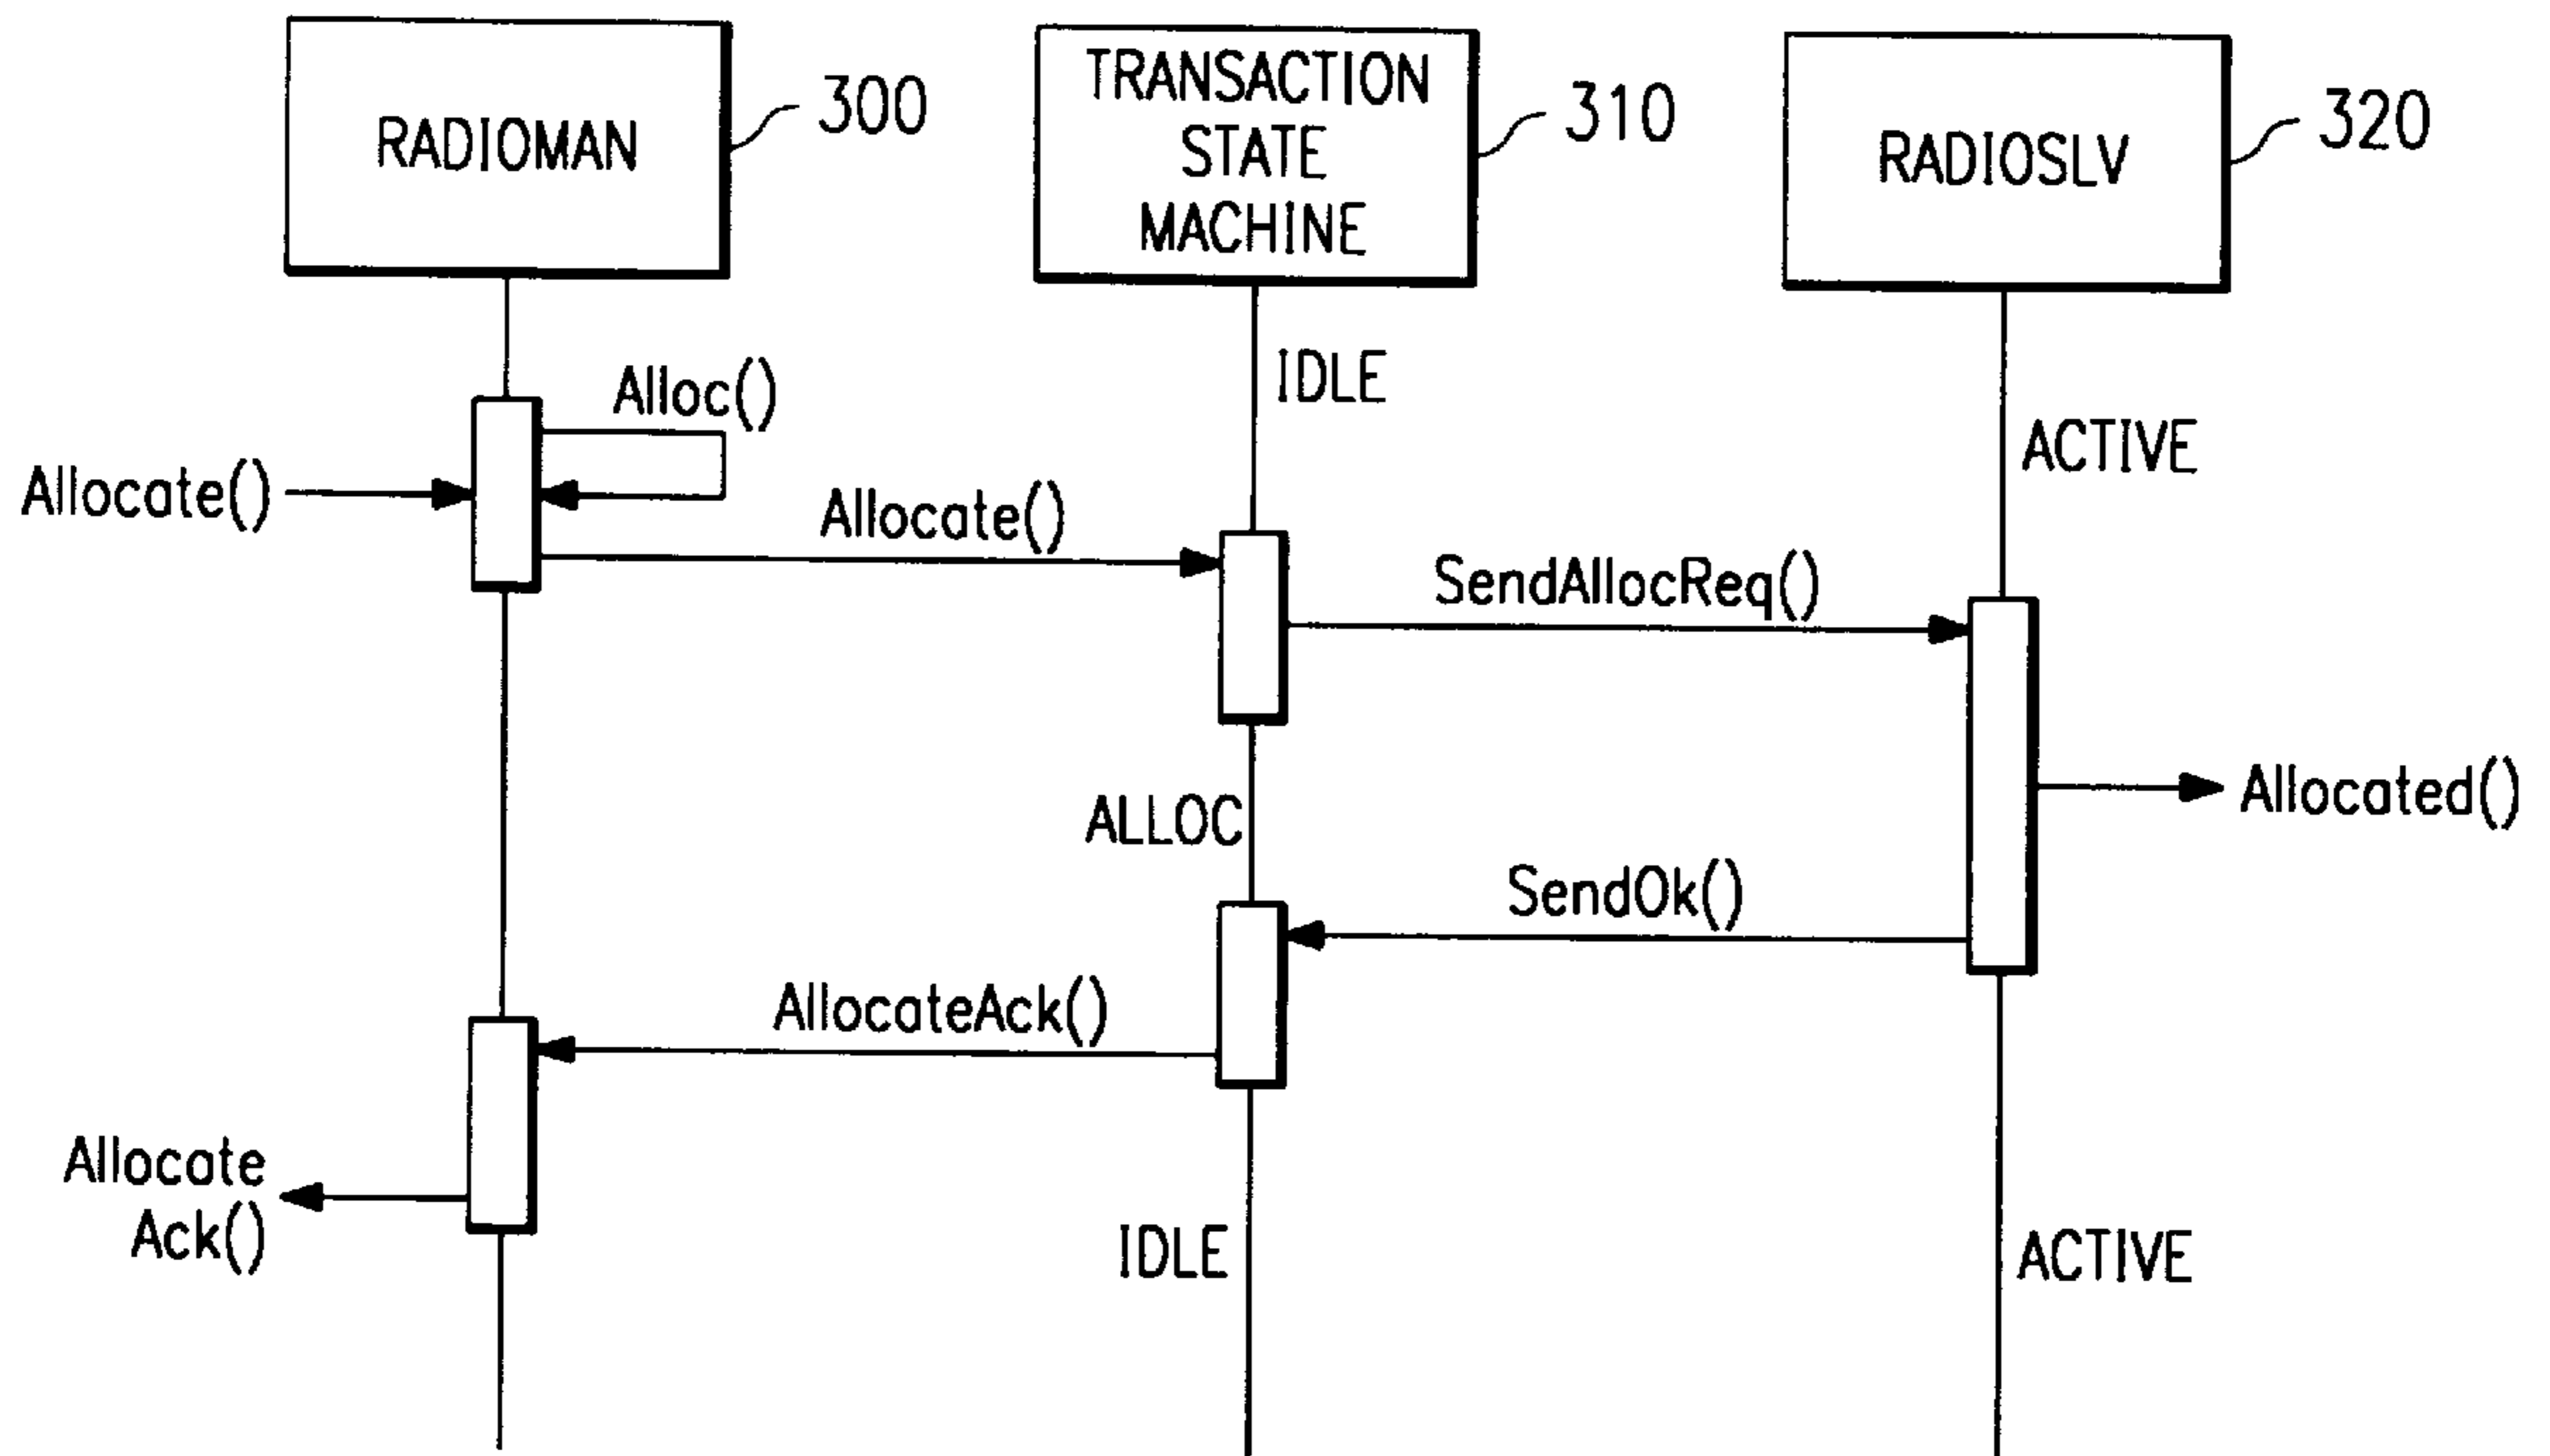 RADIOMAN
300
TRANSACTION
STATE
MACHINE
310
RADIOSLV
320
IDLE
Alloc()
ACTIVE
Allocate()
Allocate()
SendAllocReq()
Allocated()
ALLOC
SendOk()
AllocateAck()
Allocate
Ack()
IDLE
ACTIVE